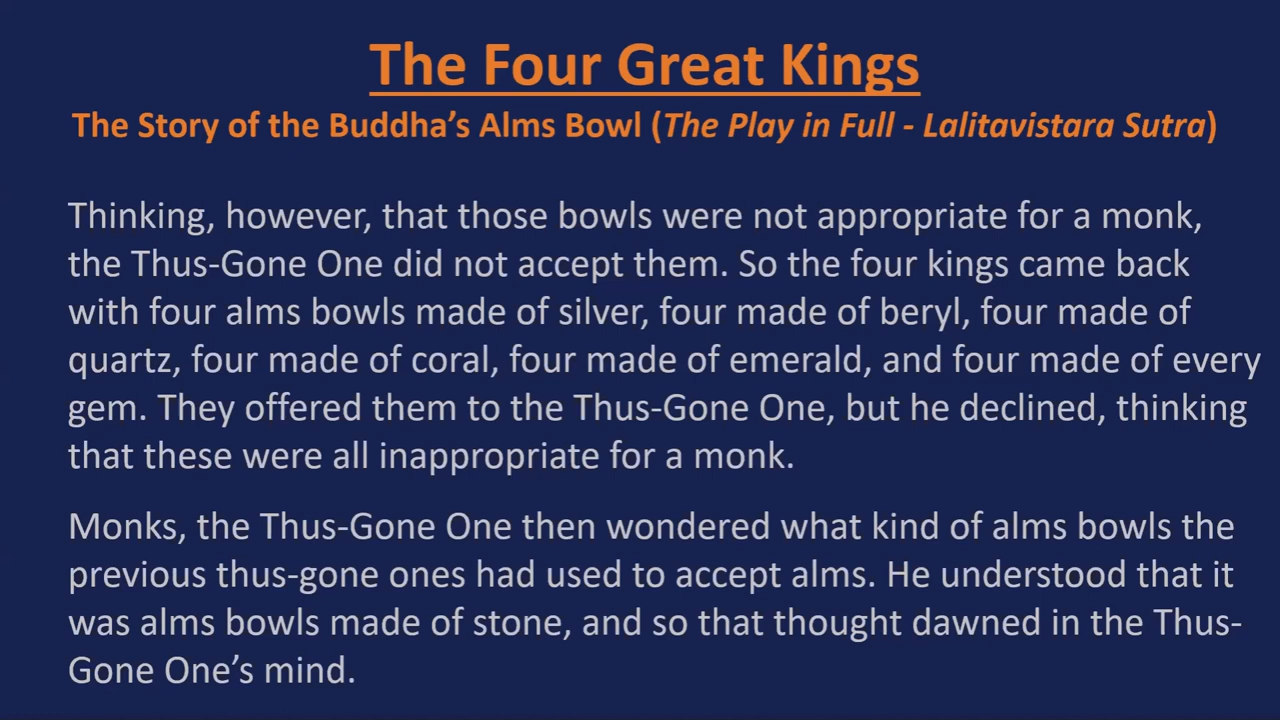 The Four Great Kings
The Story of the Buddha’s Alms Bowl (The Play in Full - Lalitavistara Sutra)
Thinking, however, that those bowls were not appropriate for a monk,
the Thus-Gone One did not accept them. So the four kings came back
with four alms bowls made of silver, four made of beryl, four made of
quartz, four made of coral, four made of emerald, and four made of every
gem. They offered them to the Thus-Gone One, but he declined, thinking
that these were all inappropriate for a monk.
Monks, the Thus-Gone One then wondered what kind of alms bowls the
previous thus-gone ones had used to accept alms. He understood that it
was alms bowls made of stone, and so that thought dawned in the Thus-
Gone One’s mind.